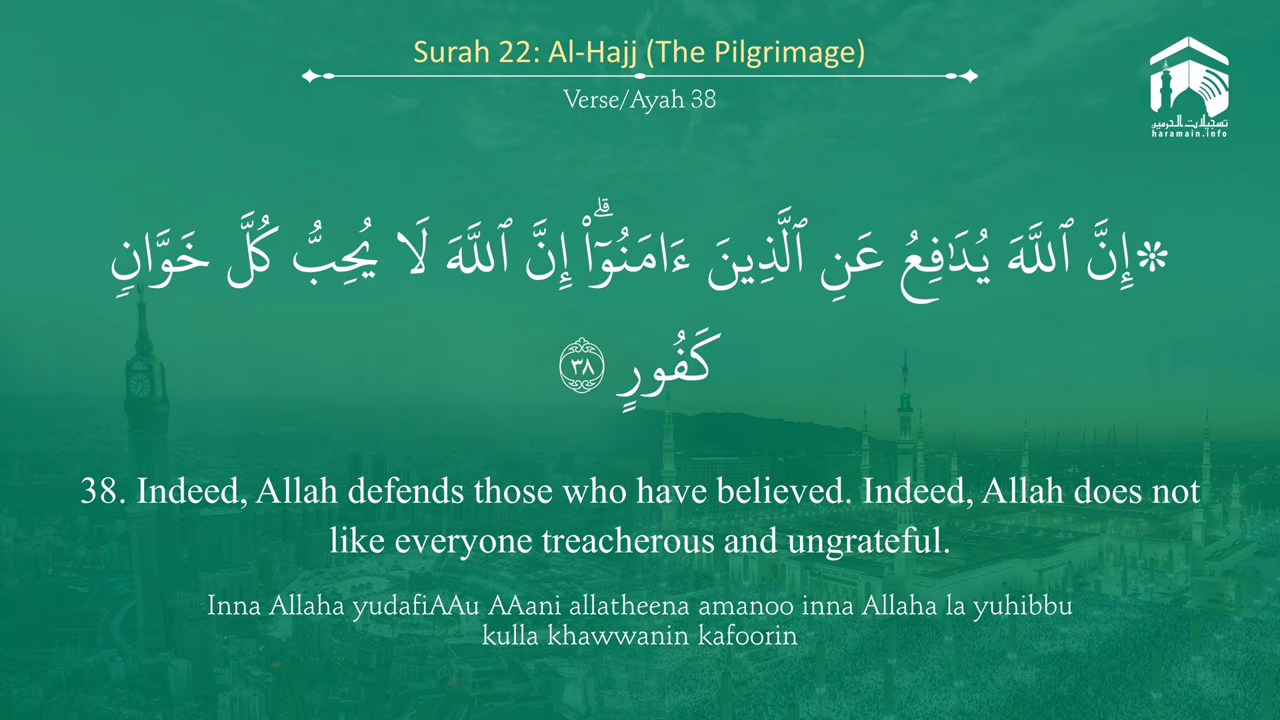 Surah 22: Al-Hajj (The Pilgrimage)
Verse/Ayah 38
تسجيلات الحرمين
haramain.info
۞إِنَّ ٱللَّهَ يُدَٰفِعُ عَنِ ٱلَّذِينَ ءَامَنُوٓا۟ ۗ إِنَّ ٱللَّهَ لَا يُحِبُّ كُلَّ خَوَّانٍ
كَفُورٍ ٣٨
38. Indeed, Allah defends those who have believed. Indeed, Allah does not
like everyone treacherous and ungrateful.
Inna Allaha yudafiAAu AAani allatheena amanoo inna Allaha la yuhibbu
kulla khawwanin kafoorin